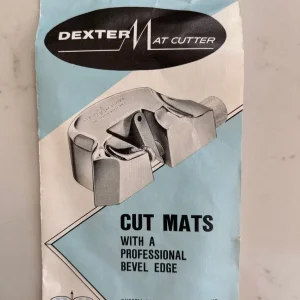 DEXTER MAT CUTTER
CUT MATS
WITH A
PROFESSIONAL
BEVEL EDGE